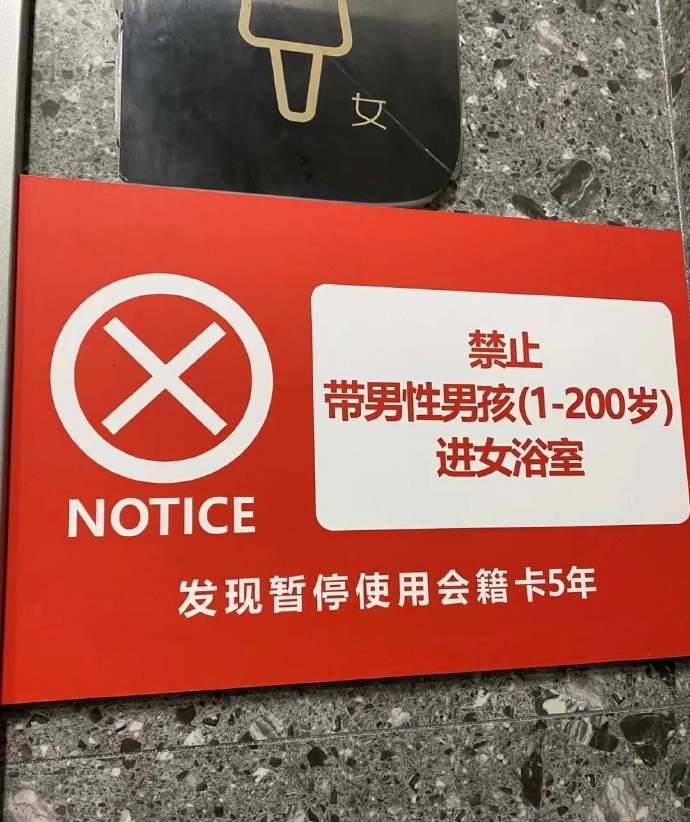 女
禁止
带男性男孩(1-200岁)
进女浴室
NOTICE
发现暂停使用会籍卡5年